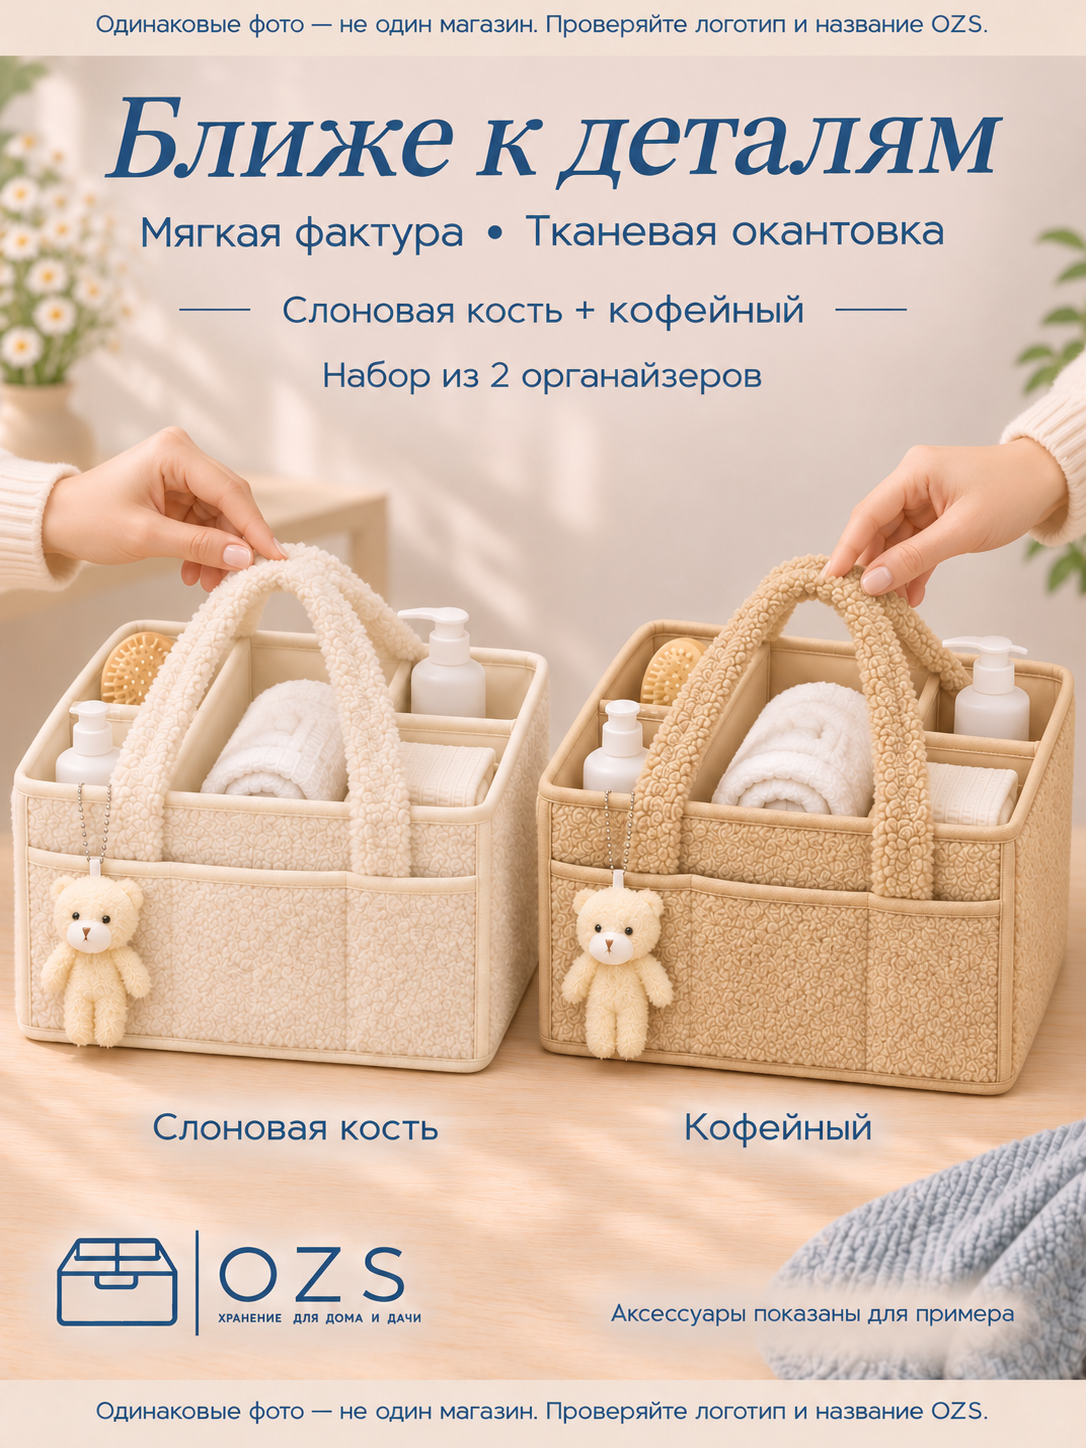 Одинаковые фото — не один магазин. Проверяйте логотип и название OZS.
Ближе к деталям
Мягкая фактура • Тканевая окантовка
Слоновая кость + кофейный
Набор из 2 органайзеров
Слоновая кость
Кофейный
OZS
ХРАНЕНИЕ ДЛЯ ДОМА И ДАЧИ
Аксессуары показаны для примера
Одинаковые фото — не один магазин. Проверяйте логотип и название OZS.